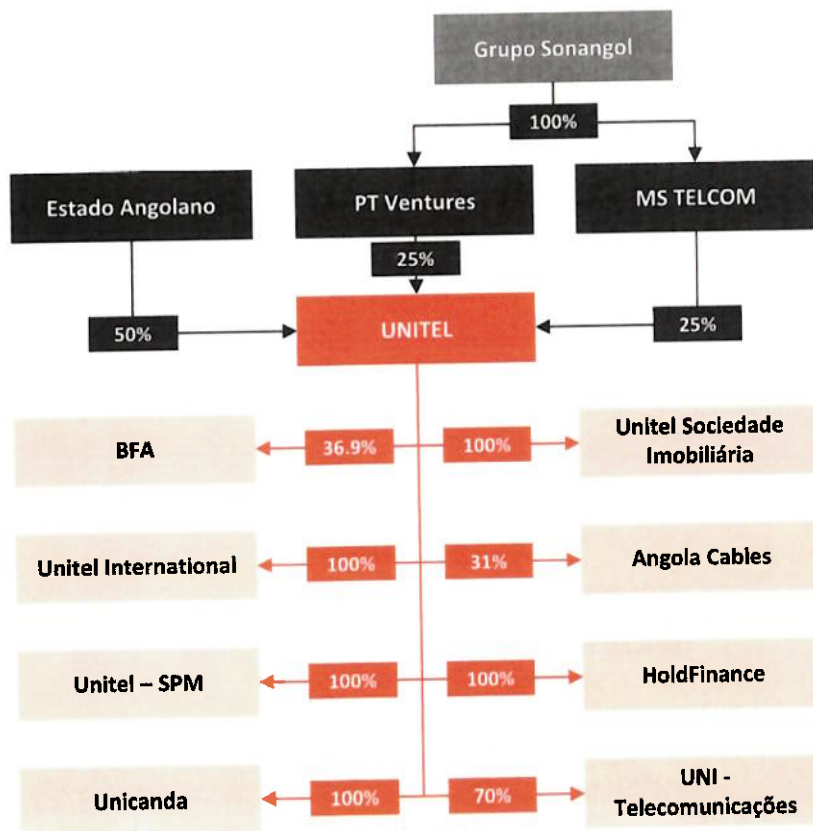 Grupo Sonangol
100%
Estado Angolano
PT Ventures
MS TELCOM
25%
50%
UNITEL
25%
BFA
36.9%
100%
Unitel Sociedade
Imobiliária
Unitel International
100%
31%
Angola Cables
Unitel – SPM
100%
100%
HoldFinance
Unicanda
100%
70%
UNI -
Telecomunicações